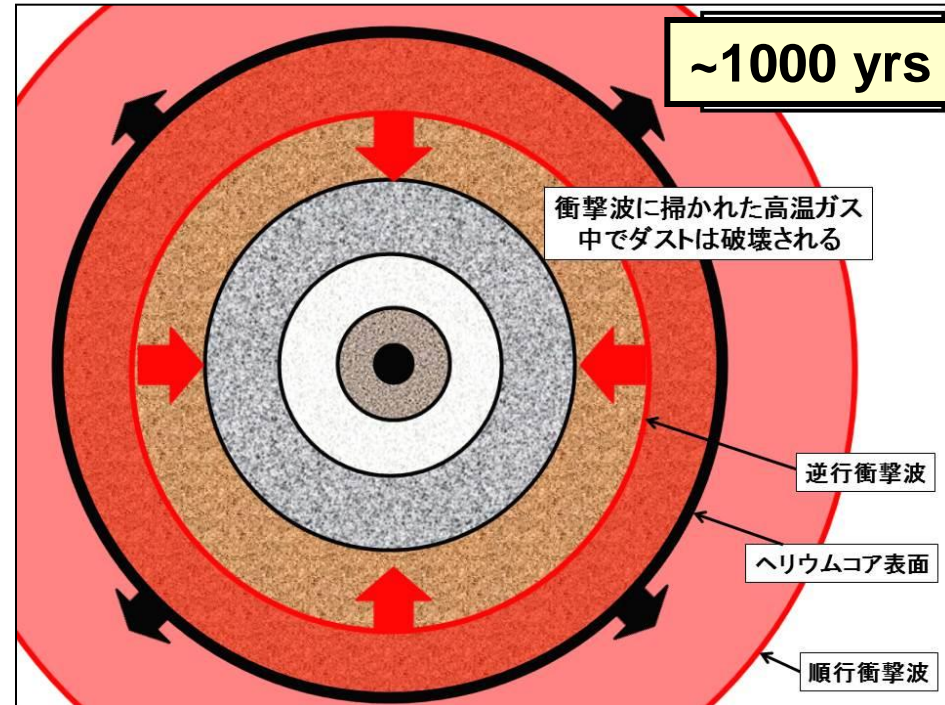 ~1000 yrs
衝撃波に掃かれた高温ガス
中でダストは破壊される
逆行衝撃波
ヘリウムコア表面
順行衝撃波